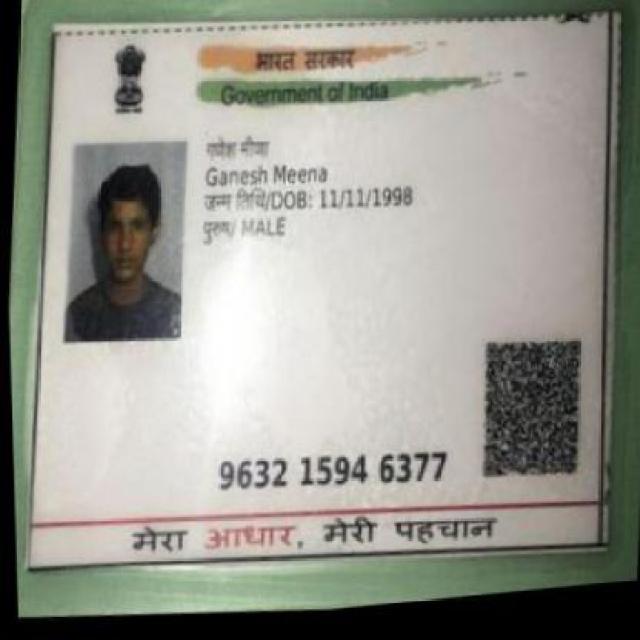 भारत सरकार
Government of India
गणेश मीणा
Ganesh Meena
जन्म तिथि/DOB: 11/11/1998
पुरुष/ MALE
9632 1594 6377
मेरा आधार, मेरी पहचान